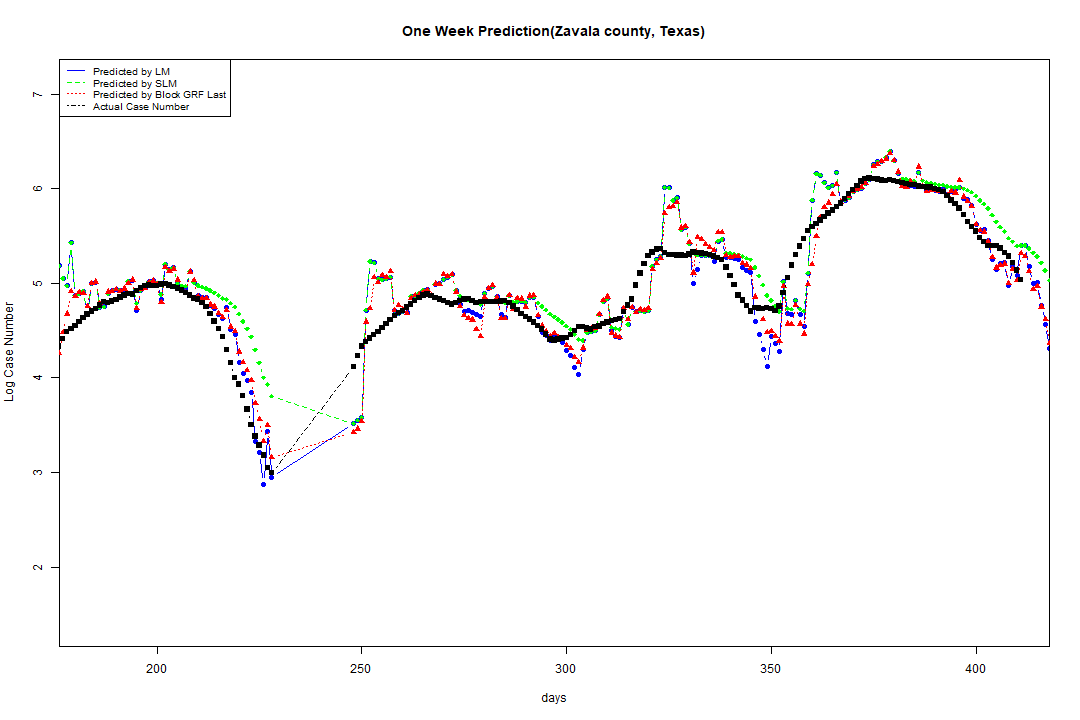 One Week Prediction(Zavala county, Texas)
Predicted by LM
Predicted by SLM
Predicted by Block GRF Last
Actual Case Number
7
6
5
4
3
2
Log Case Number
200 250 300 350 400
days